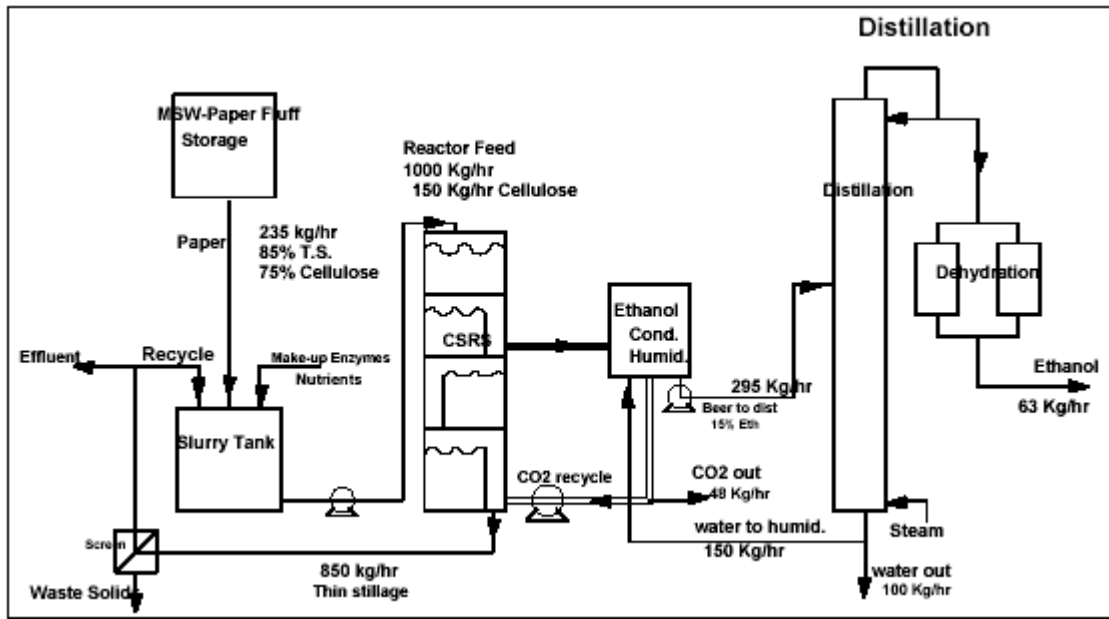 Distillation
MSW-Paper Fluff
Storage
Reactor Feed
1000 Kg/hr
150 Kg/hr Cellulose
Paper
235 kg/hr
85% T.S.
75% Cellulose
Distillation
Dehydration
Ethanol
Cond.
Humid.
CSRS
Effluent
Recycle
Make-up Enzymes
Nutrients
295 Kg/hr
Beer to dist
15% Eth
Ethanol
63 Kg/hr
Slurry Tank
CO2 recycle
CO2 out
48 Kg/hr
Steam
water to humid.
150 Kg/hr
Screen
850 kg/hr
Thin stillage
Waste Solids
water out
100 Kg/hr